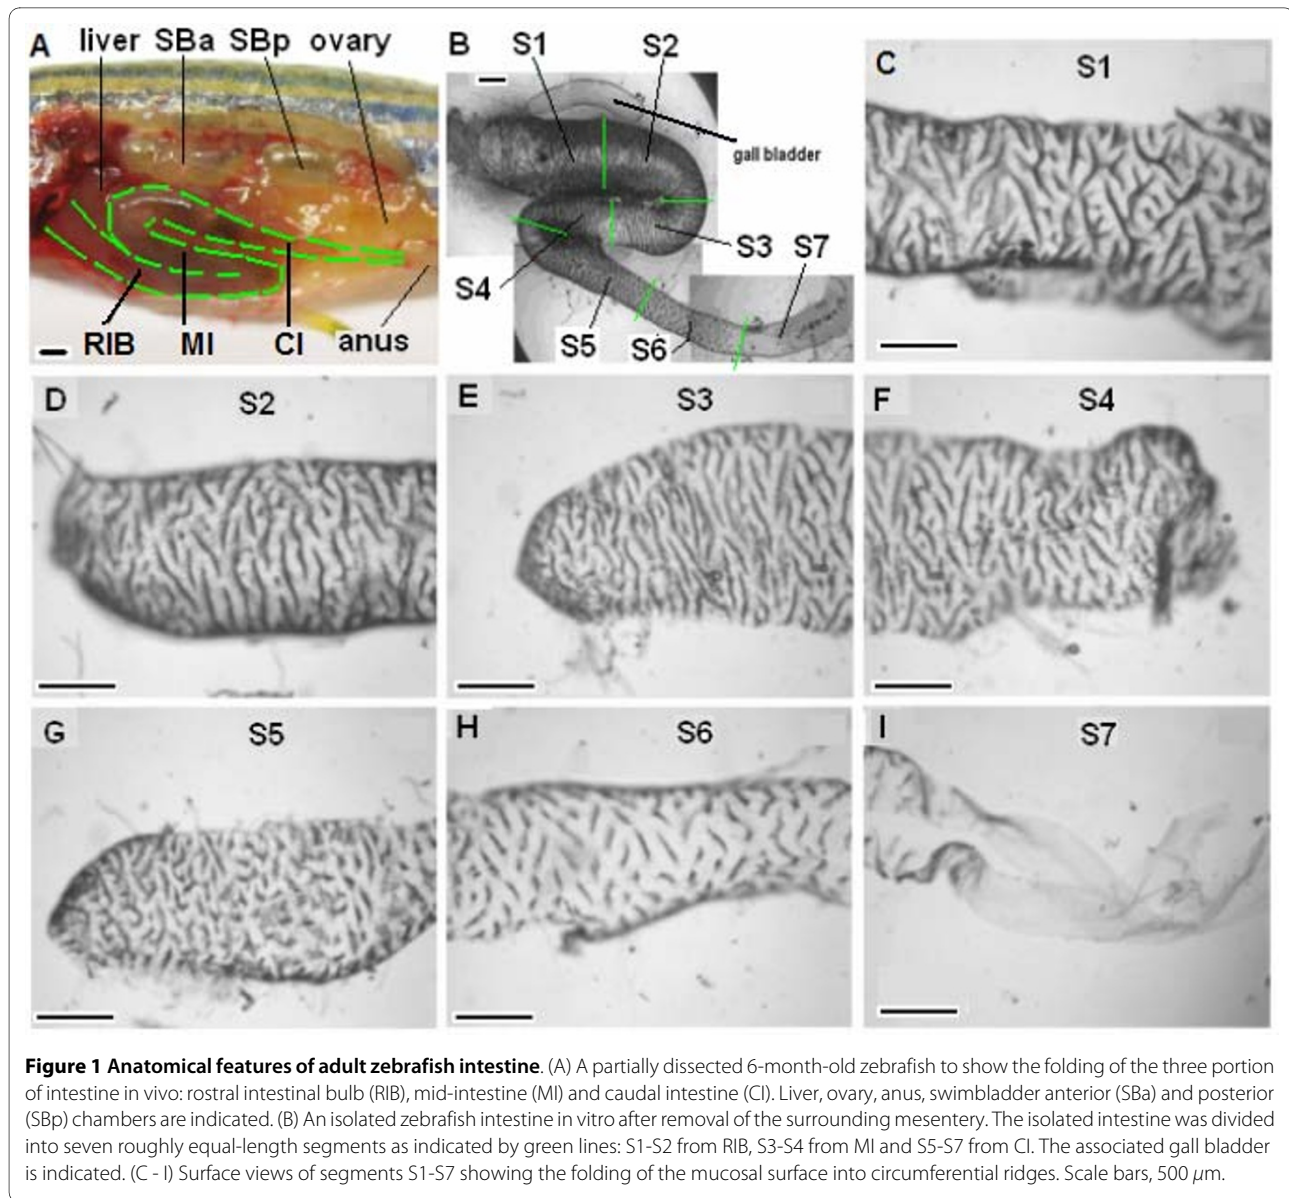 A liver SBa SBp ovary
RIB MI CI anus
B S1 S2
gall bladder
S3 S7
S4
S5 S6
C S1
D S2
E S3
F S4
G S5
H S6
I S7
Figure 1 Anatomical features of adult zebrafish intestine. (A) A partially dissected 6-month-old zebrafish to show the folding of the three portion
of intestine in vivo: rostral intestinal bulb (RIB), mid-intestine (MI) and caudal intestine (CI). Liver, ovary, anus, swimbladder anterior (SBa) and posterior
(SBp) chambers are indicated. (B) An isolated zebrafish intestine in vitro after removal of the surrounding mesentery. The isolated intestine was divided
into seven roughly equal-length segments as indicated by green lines: S1-S2 from RIB, S3-S4 from MI and S5-S7 from CI. The associated gall bladder
is indicated. (C - I) Surface views of segments S1-S7 showing the folding of the mucosal surface into circumferential ridges. Scale bars, 500 μm.